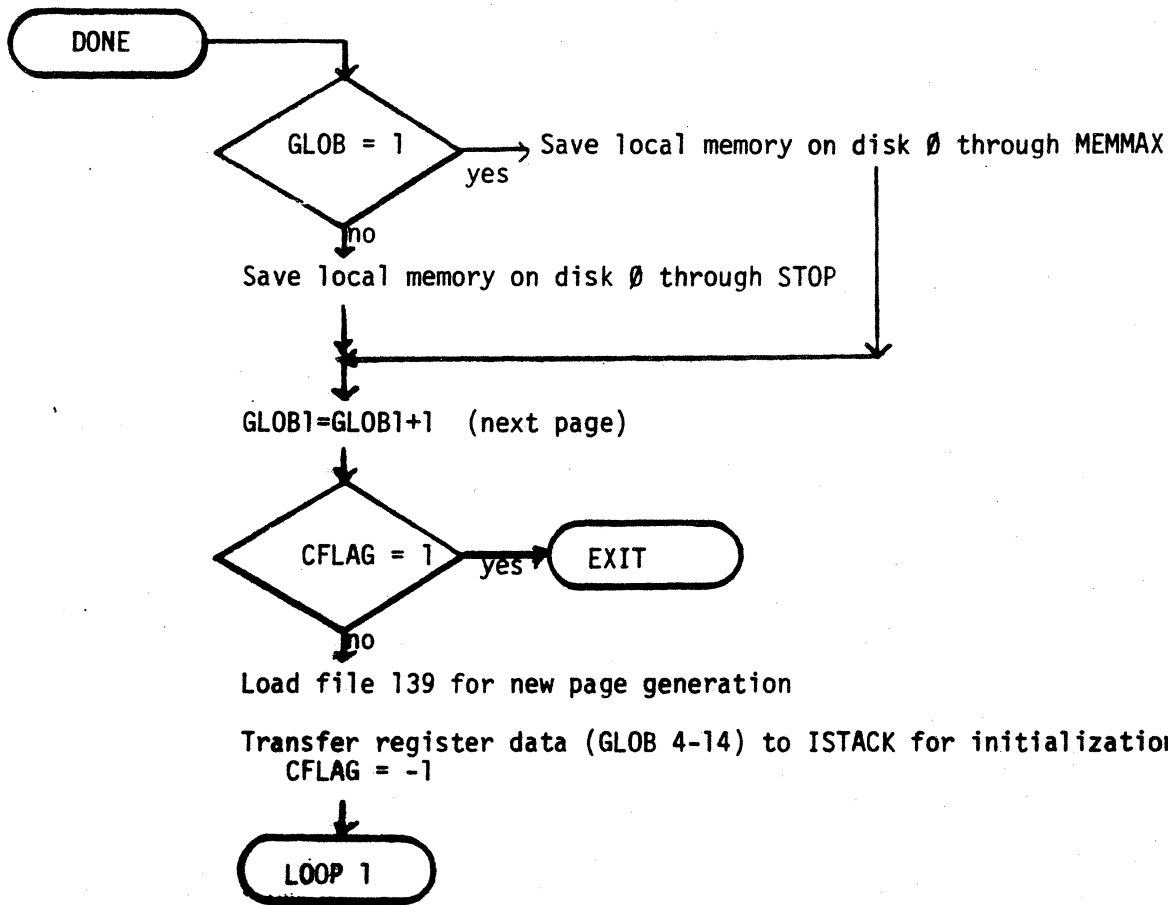 DONE
GLOB = 1
yes
Save local memory on disk Ø through MEMMAX
no
Save local memory on disk Ø through STOP
GLOB1=GLOB1+1 (next page)
CFLAG = 1
yes
EXIT
no
Load file 139 for new page generation
Transfer register data (GLOB 4-14) to ISTACK for initialization
CFLAG = -1
LOOP 1